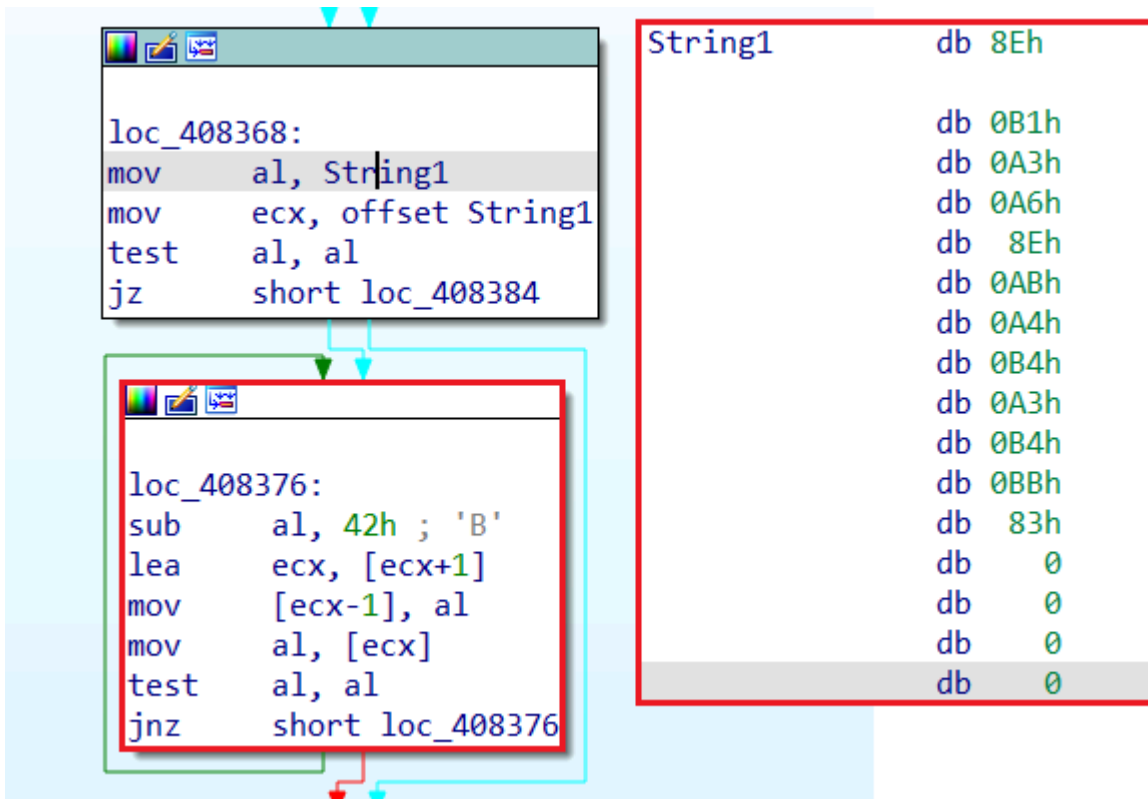 loc_408368:
mov al, String1
mov ecx, offset String1
test al, al
jz short loc_408384
loc_408376:
sub al, 42h ; 'B'
lea ecx, [ecx+1]
mov [ecx-1], al
mov al, [ecx]
test al, al
jnz short loc_408376
String1 db 8Eh
db 0B1h
db 0A3h
db 0A6h
db 8Eh
db 0ABh
db 0A4h
db 0B4h
db 0A3h
db 0B4h
db 0BBh
db 83h
db 0
db 0
db 0
db 0